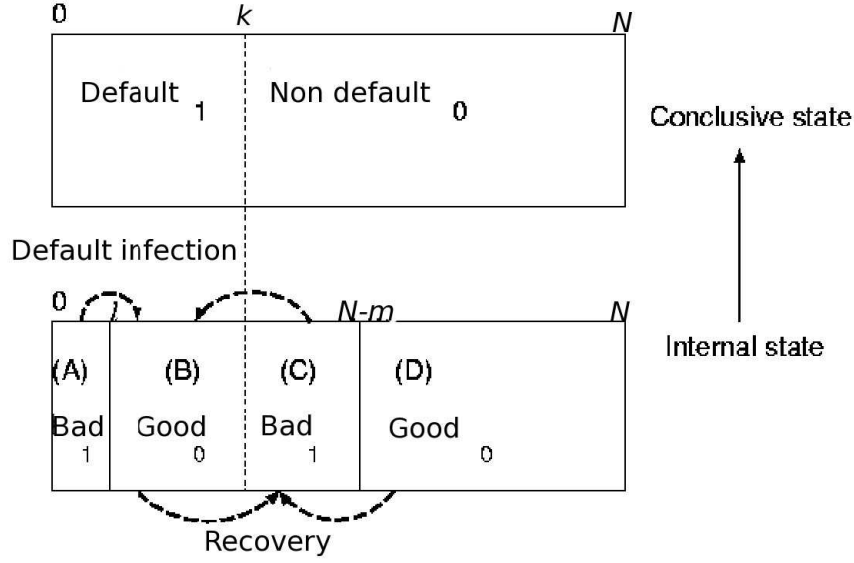 0 k N
Default 1 Non default 0
Conclusive state
Default infection
0 l N-m N
Internal state
(A) (B) (C) (D)
Bad Good Bad Good
1 0 1 0
Recovery